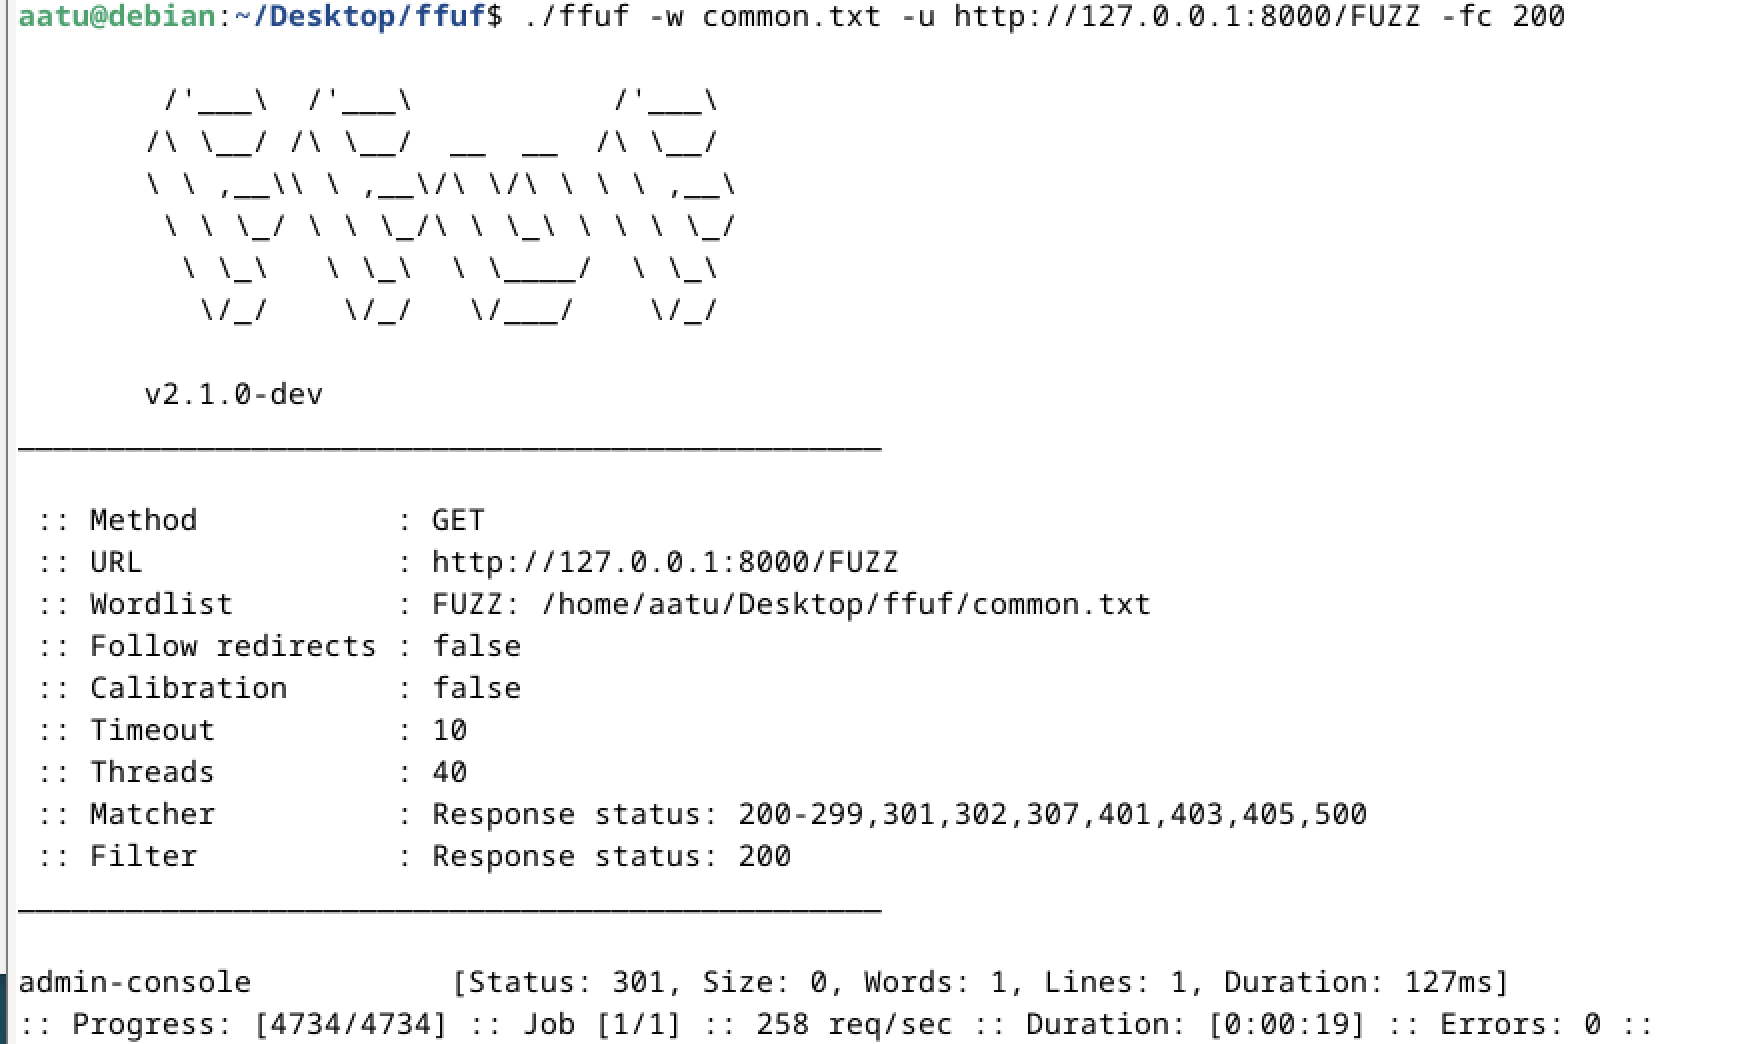 aatu@debian:~/Desktop/ffuf$ ./ffuf -w common.txt -u http://127.0.0.1:8000/FUZZ -fc 200
        /'___\  /'___\           /'___\
       /\ \__/ /\ \__/  __  __  /\ \__/
       \ \ ,__\\ \ ,__\/\ \/\ \ \ \ ,__\
        \ \ \_/ \ \ \_/\ \ \_\ \ \ \ \_/
         \ \_\   \ \_\  \ \____/  \ \_\
          \/_/    \/_/   \/___/    \/_/
       v2.1.0-dev
________________________________________________
 :: Method           : GET
 :: URL              : http://127.0.0.1:8000/FUZZ
 :: Wordlist         : FUZZ: /home/aatu/Desktop/ffuf/common.txt
 :: Follow redirects : false
 :: Calibration      : false
 :: Timeout          : 10
 :: Threads          : 40
 :: Matcher          : Response status: 200-299,301,302,307,401,403,405,500
 :: Filter           : Response status: 200
________________________________________________
admin-console           [Status: 301, Size: 0, Words: 1, Lines: 1, Duration: 127ms]
:: Progress: [4734/4734] :: Job [1/1] :: 258 req/sec :: Duration: [0:00:19] :: Errors: 0 ::